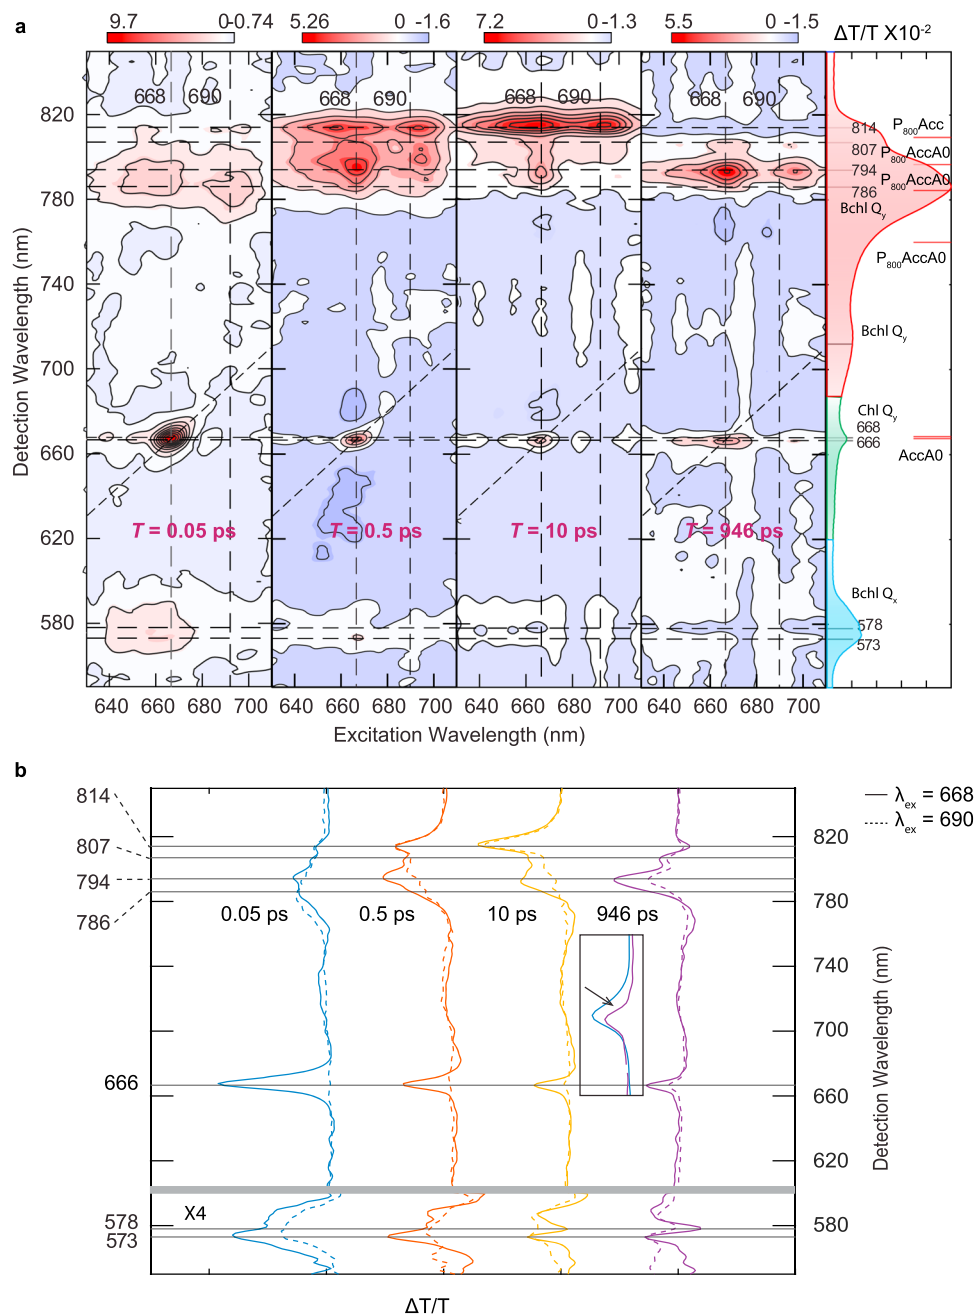 a
9.7 0 -0.74 5.26 0 -1.6 7.2 0 -1.3 5.5 0 -1.5 ΔT/T X10-2
668 690 668 690 668 690 668 690
820
780
740
700
660
620
580
Detection Wavelength (nm)
T = 0.05 ps T = 0.5 ps T = 10 ps T = 946 ps
814 P800Acc
807 P800AccA0
794 P800AccA0
786
Bchl Qy
P800AccA0
Bchl Qy
Chl Qy
668
666
AccA0
Bchl Qx
578
573
640 660 680 700 640 660 680 700 640 660 680 700 640 660 680 700
Excitation Wavelength (nm)
b
814
807
794
786
666
578
573
λex = 668
λex = 690
0.05 ps 0.5 ps 10 ps 946 ps
X4
820
780
740
700
660
620
580
Detection Wavelength (nm)
ΔT/T